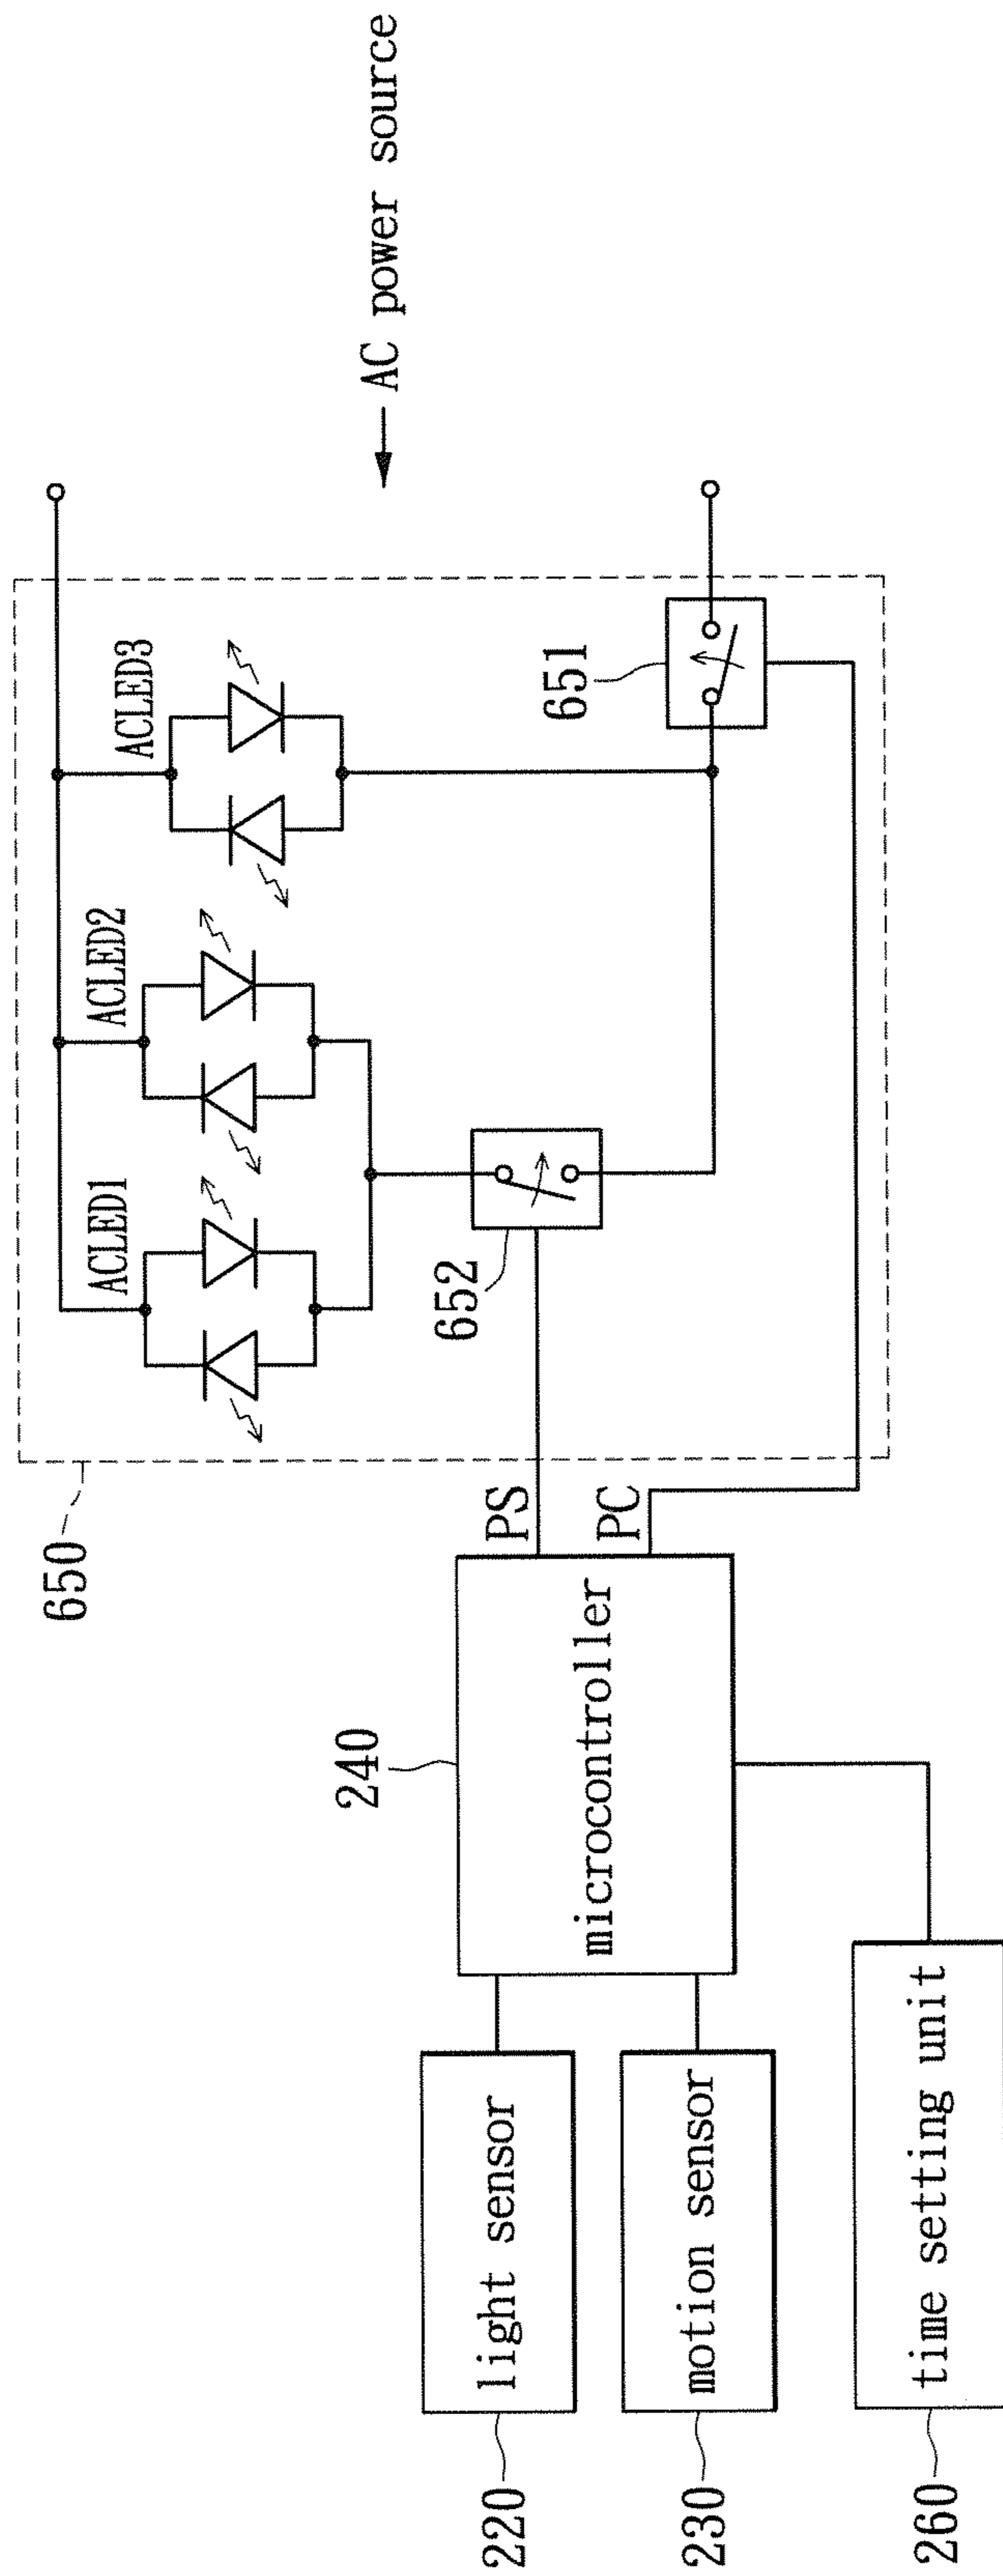 AC power source
ACLED1
ACLED2
ACLED3
650
651
652
PS
PC
240
microcontroller
light sensor
220
motion sensor
230
time setting unit
260